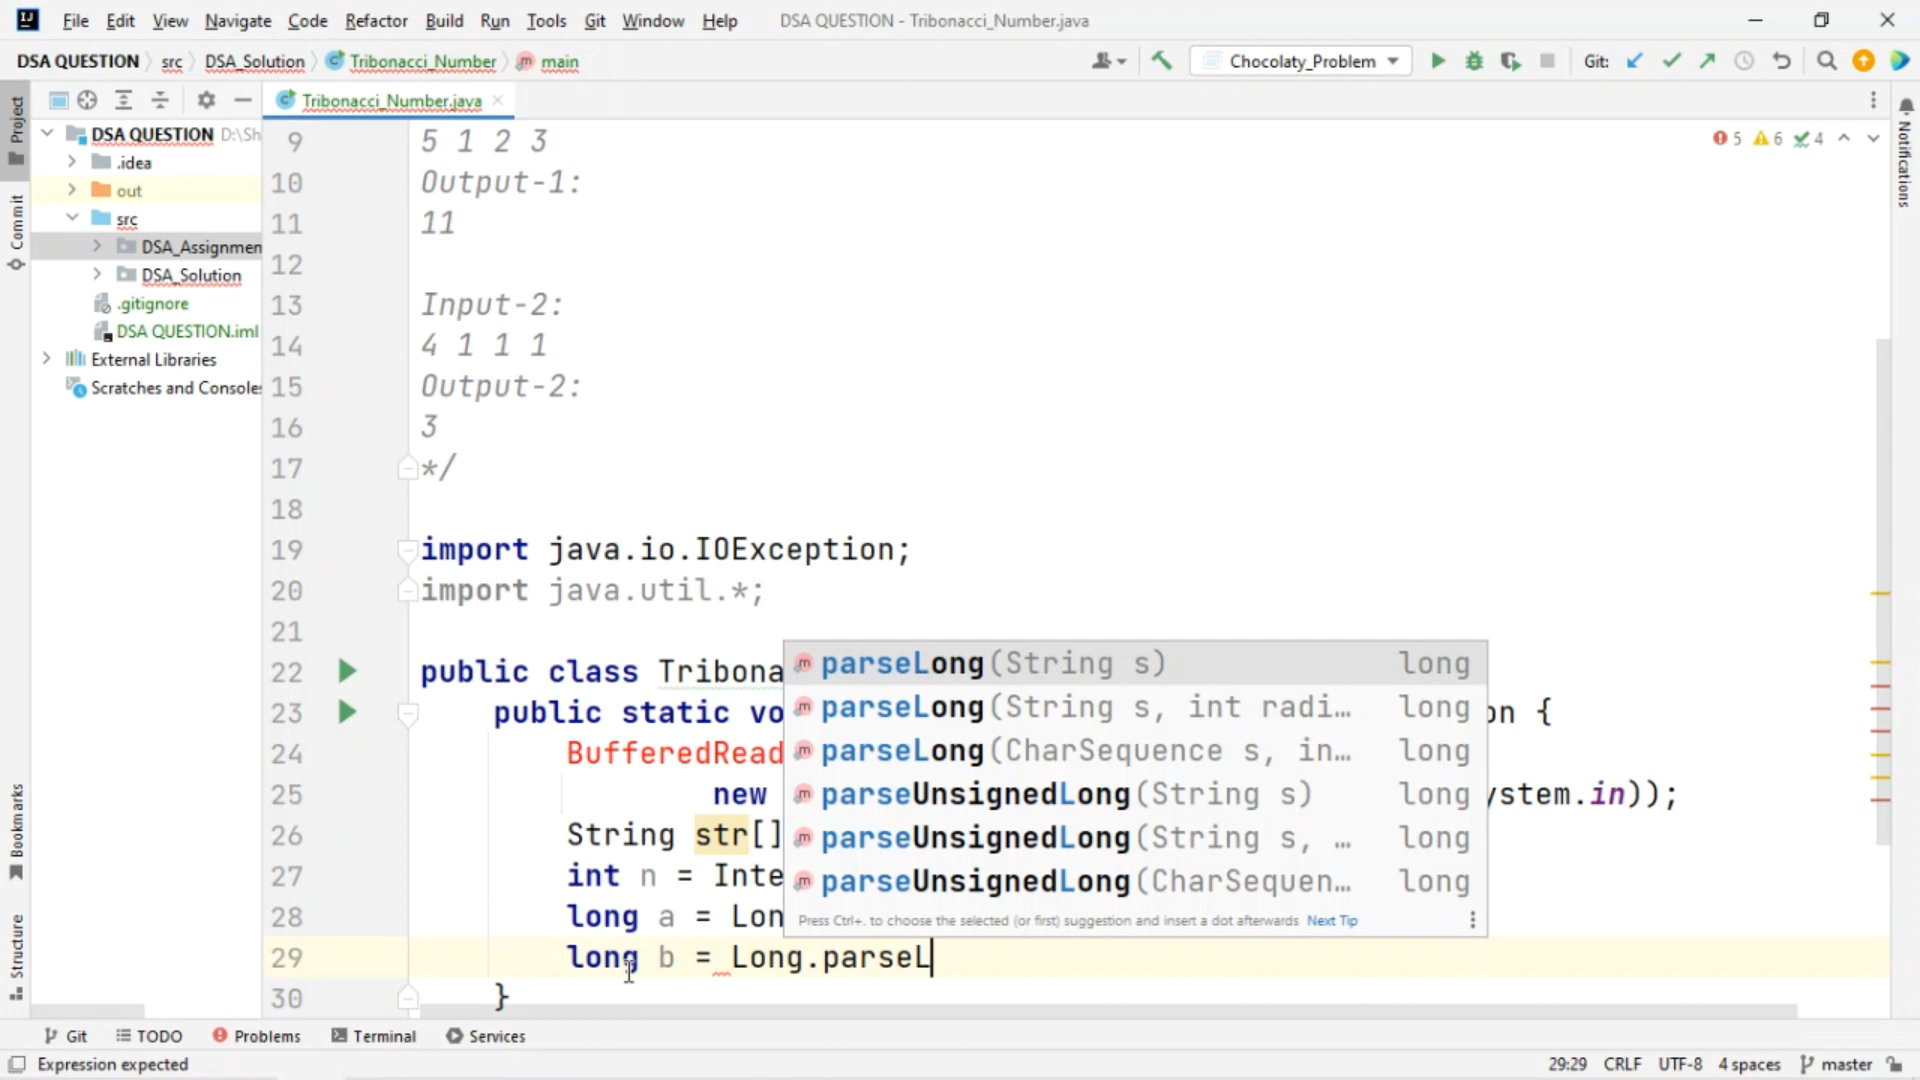 File Edit View Navigate Code Refactor Build Run Tools Git Window Help DSA QUESTION - Tribonacci_Number.java
DSA QUESTION src DSA_Solution Tribonacci_Number main Chocolaty_Problem Git:
Tribonacci_Number.java
Project
Commit
Bookmarks
Structure
DSA QUESTION D:\Sh
.idea
out
src
DSA_Assignmen
DSA_Solution
.gitignore
DSA QUESTION.iml
External Libraries
Scratches and Consoles
5 6 4
Notifications
9 5 1 2 3
10 Output-1:
11 11
12
13 Input-2:
14 4 1 1 1
15 Output-2:
16 3
17 */
18
19 import java.io.IOException;
20 import java.util.*;
21
22 public class Tribona
23 public static vo on {
24 BufferedRead
25 new ystem.in));
26 String str[]
27 int n = Inte
28 long a = Lon
29 long b = Long.parseL
30 }
parseLong(String s) long
parseLong(String s, int radi… long
parseLong(CharSequence s, in… long
parseUnsignedLong(String s) long
parseUnsignedLong(String s, … long
parseUnsignedLong(CharSequen… long
Press Ctrl+. to choose the selected (or first) suggestion and insert a dot afterwards Next Tip
Git TODO Problems Terminal Services
Expression expected 29:29 CRLF UTF-8 4 spaces master